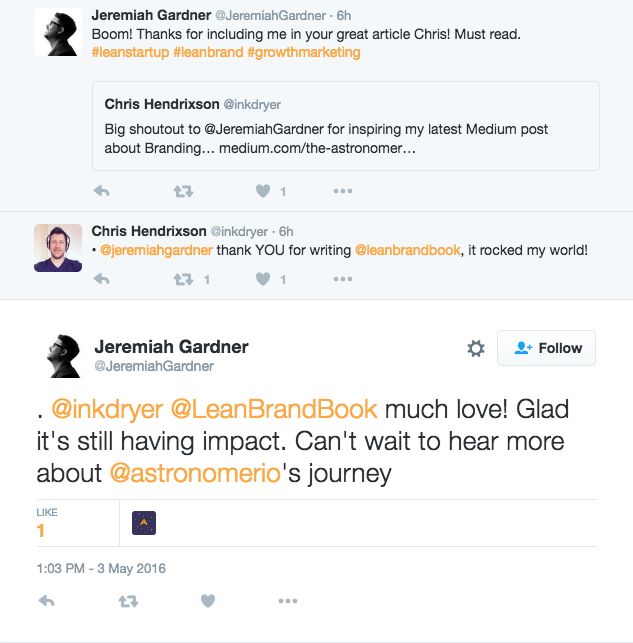 Jeremiah Gardner @JeremiahGardner · 6h
Boom! Thanks for including me in your great article Chris! Must read.
#leanstartup #leanbrand #growthmarketing
Chris Hendrixson @inkdryer
Big shoutout to @JeremiahGardner for inspiring my latest Medium post
about Branding… medium.com/the-astronomer…
1
Chris Hendrixson @inkdryer · 6h
· @jeremiahgardner thank YOU for writing @leanbrandbook, it rocked my world!
1 1
Jeremiah Gardner
@JeremiahGardner
Follow
. @inkdryer @LeanBrandBook much love! Glad
it's still having impact. Can't wait to hear more
about @astronomerio's journey
LIKE
1
A
1:03 PM - 3 May 2016